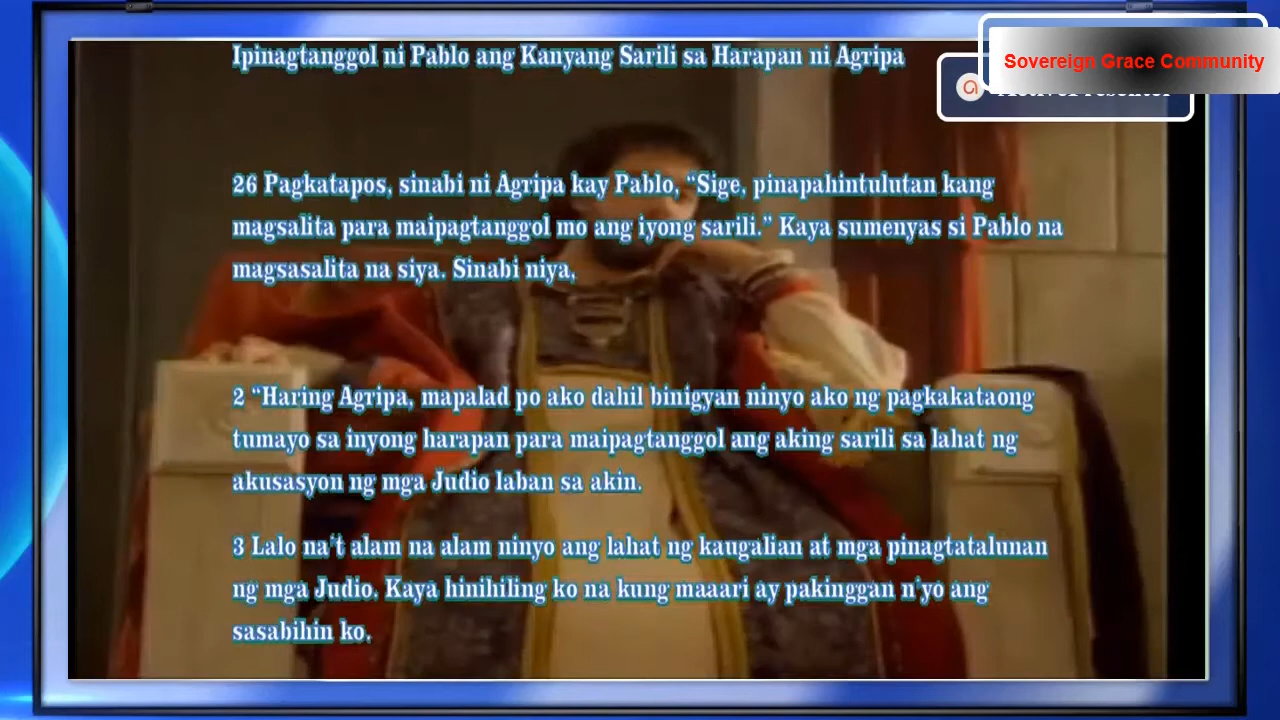 Ipinagtanggol ni Pablo ang Kanyang Sarili sa Harapan ni Agripa
Sovereign Grace Community
26 Pagkatapos, sinabi ni Agripa kay Pablo, “Sige, pinapahintulutan kang
magsalita para maipagtanggol mo ang iyong sarili.” Kaya sumenyas si Pablo na
magsasalita na siya. Sinabi niya,
2 “Haring Agripa, mapalad po ako dahil binigyan ninyo ako ng pagkakataong
tumayo sa inyong harapan para maipagtanggol ang aking sarili sa lahat ng
akusasyon ng mga Judio laban sa akin.
3 Lalo na’t alam na alam ninyo ang lahat ng kaugalian at mga pinagtatalunan
ng mga Judio. Kaya hinihiling ko na kung maaari ay pakinggan n’yo ang
sasabihin ko.